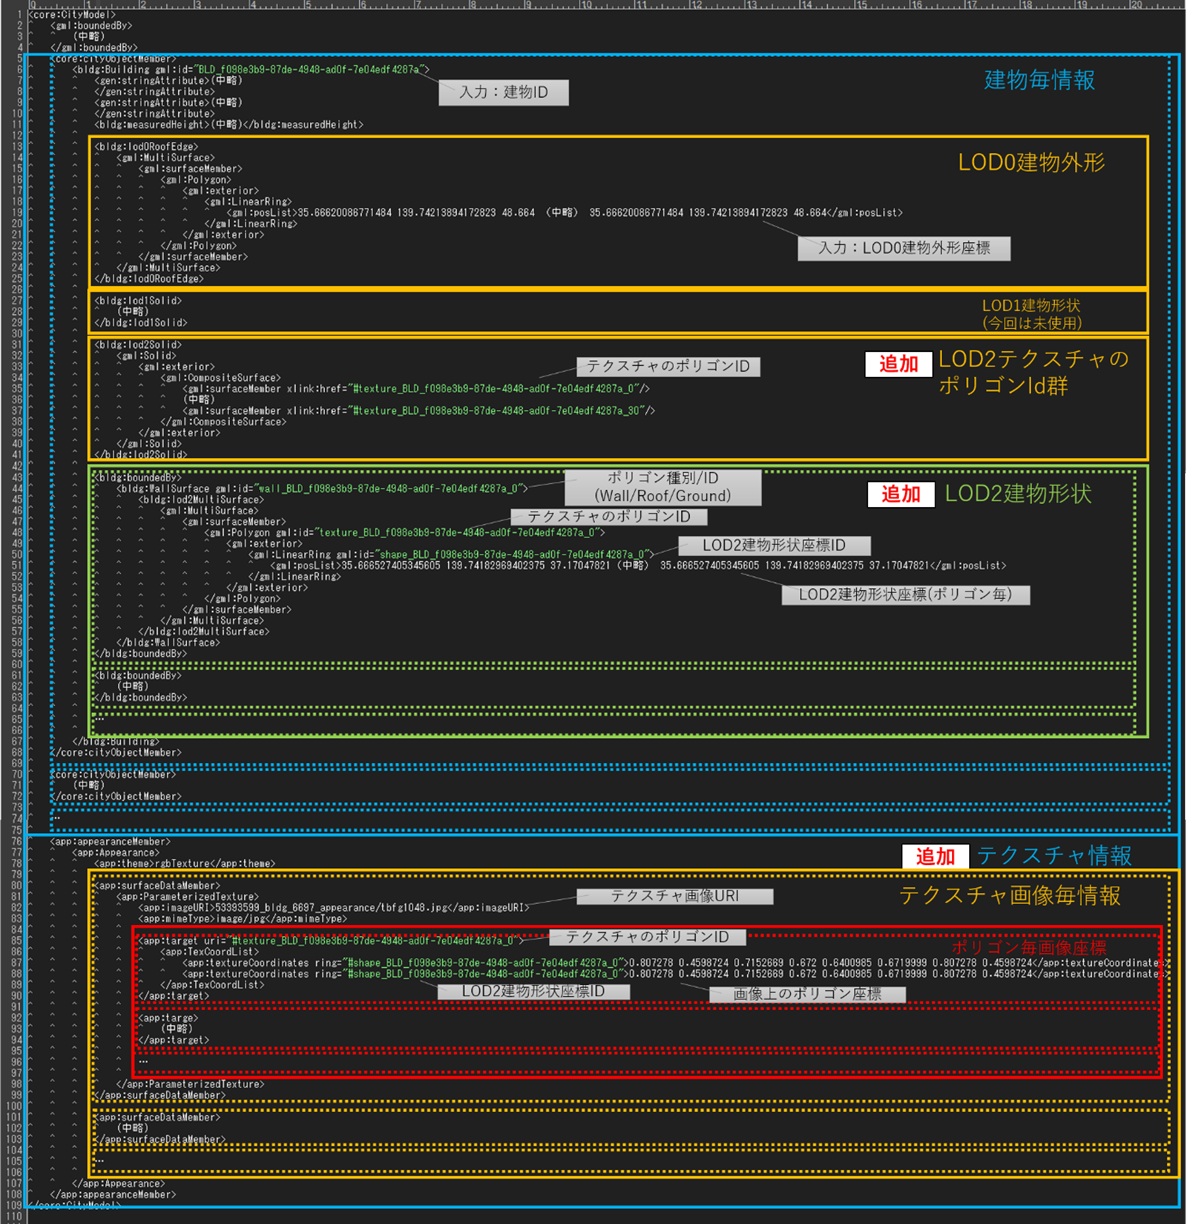 0 1 2 3 4 5 6 7 8 9 10 11 12 13 14 15 16 17 18 19 20
1 <core:CityModel>
2 <gml:boundedBy>
3 (中略)
4 </gml:boundedBy>
5 <core:cityObjectMember>
6 <bldg:Building gml:id="BLD_f098e3b9-87de-4948-ad0f-7e04edf4287a">
建物毎情報
7 <gen:stringAttribute>(中略)
8 </gen:stringAttribute>
入力：建物ID
9 <gen:stringAttribute>(中略)
10 </gen:stringAttribute>
11 <bldg:measuredHeight>(中略)</bldg:measuredHeight>
12
13 <bldg:lod0RoofEdge>
14 <gml:MultiSurface>
LOD0建物外形
15 <gml:surfaceMember>
16 <gml:Polygon>
17 <gml:exterior>
18 <gml:LinearRing>
19 <gml:posList>35.66620086771484 139.74213894172823 48.664 (中略) 35.66620086771484 139.74213894172823 48.664</gml:posList>
20 </gml:LinearRing>
21 </gml:exterior>
22 </gml:Polygon>
入力：LOD0建物外形座標
23 </gml:surfaceMember>
24 </gml:MultiSurface>
25 </bldg:lod0RoofEdge>
26
27 <bldg:lod1Solid>
LOD1建物形状
28 (中略)
29 </bldg:lod1Solid>
(今回は未使用)
30
31 <bldg:lod2Solid>
32 <gml:Solid>
追加 LOD2テクスチャの
33 <gml:exterior>
テクスチャのポリゴンID
34 <gml:CompositeSurface>
35 <gml:surfaceMember xlink:href="#texture_BLD_f098e3b9-87de-4948-ad0f-7e04edf4287a_0"/>
ポリゴンId群
36 (中略)
37 <gml:surfaceMember xlink:href="#texture_BLD_f098e3b9-87de-4948-ad0f-7e04edf4287a_30"/>
38 </gml:CompositeSurface>
39 </gml:exterior>
40 </gml:Solid>
41 </bldg:lod2Solid>
42
43 <bldg:boundedBy>
ポリゴン種別/ID
44 <bldg:WallSurface gml:id="wall_BLD_f098e3b9-87de-4948-ad0f-7e04edf4287a_0">
(Wall/Roof/Ground)
追加 LOD2建物形状
45 <bldg:lod2MultiSurface>
46 <gml:MultiSurface>
テクスチャのポリゴンID
47 <gml:surfaceMember>
48 <gml:Polygon gml:id="texture_BLD_f098e3b9-87de-4948-ad0f-7e04edf4287a_0">
49 <gml:exterior>
LOD2建物形状座標ID
50 <gml:LinearRing gml:id="shape_BLD_f098e3b9-87de-4948-ad0f-7e04edf4287a_0">
51 <gml:posList>35.666527405345605 139.74182969402375 37.17047821 (中略) 35.666527405345605 139.74182969402375 37.17047821</gml:posList>
52 </gml:LinearRing>
53 </gml:exterior>
LOD2建物形状座標(ポリゴン毎)
54 </gml:Polygon>
55 </gml:surfaceMember>
56 </gml:MultiSurface>
57 </bldg:lod2MultiSurface>
58 </bldg:WallSurface>
59 </bldg:boundedBy>
60
61 <bldg:boundedBy>
62 (中略)
63 </bldg:boundedBy>
64
65 …
66
67 </bldg:Building>
68 </core:cityObjectMember>
69
70 <core:cityObjectMember>
71 (中略)
72 </core:cityObjectMember>
73
74 …
75
76 <app:appearanceMember>
77 <app:Appearance>
追加 テクスチャ情報
78 <app:theme>rgbTexture</app:theme>
79
80 <app:surfaceDataMember>
81 <app:ParameterizedTexture>
テクスチャ画像URI
テクスチャ画像毎情報
82 <app:imageURI>53393599_bldg_6697_appearance/tbfg1048.jpg</app:imageURI>
83 <app:mimeType>image/jpg</app:mimeType>
84
テクスチャのポリゴンID
85 <app:target uri="#texture_BLD_f098e3b9-87de-4948-ad0f-7e04edf4287a_0">
ポリゴン毎画像座標
86 <app:TexCoordList>
87 <app:textureCoordinates ring="#shape_BLD_f098e3b9-87de-4948-ad0f-7e04edf4287a_0">0.807278 0.4598724 0.7152669 0.672 0.6400985 0.6719999 0.807278 0.4598724</app:textureCoordinates>
88 <app:textureCoordinates ring="#shape_BLD_f098e3b9-87de-4948-ad0f-7e04edf4287a_0">0.807278 0.4598724 0.7152669 0.672 0.6400985 0.6719999 0.807278 0.4598724</app:textureCoordinates>
89 </app:TexCoordList>
LOD2建物形状座標ID
画像上のポリゴン座標
90 </app:target>
91
92 <app:targe>
93 (中略)
94 </app:target>
95
96 …
97
98 </app:ParameterizedTexture>
99 </app:surfaceDataMember>
100
101 <app:surfaceDataMember>
102 (中略)
103 </app:surfaceDataMember>
104
105 …
106
107 </app:Appearance>
108 </app:appearanceMember>
109 </core:CityModel>
110